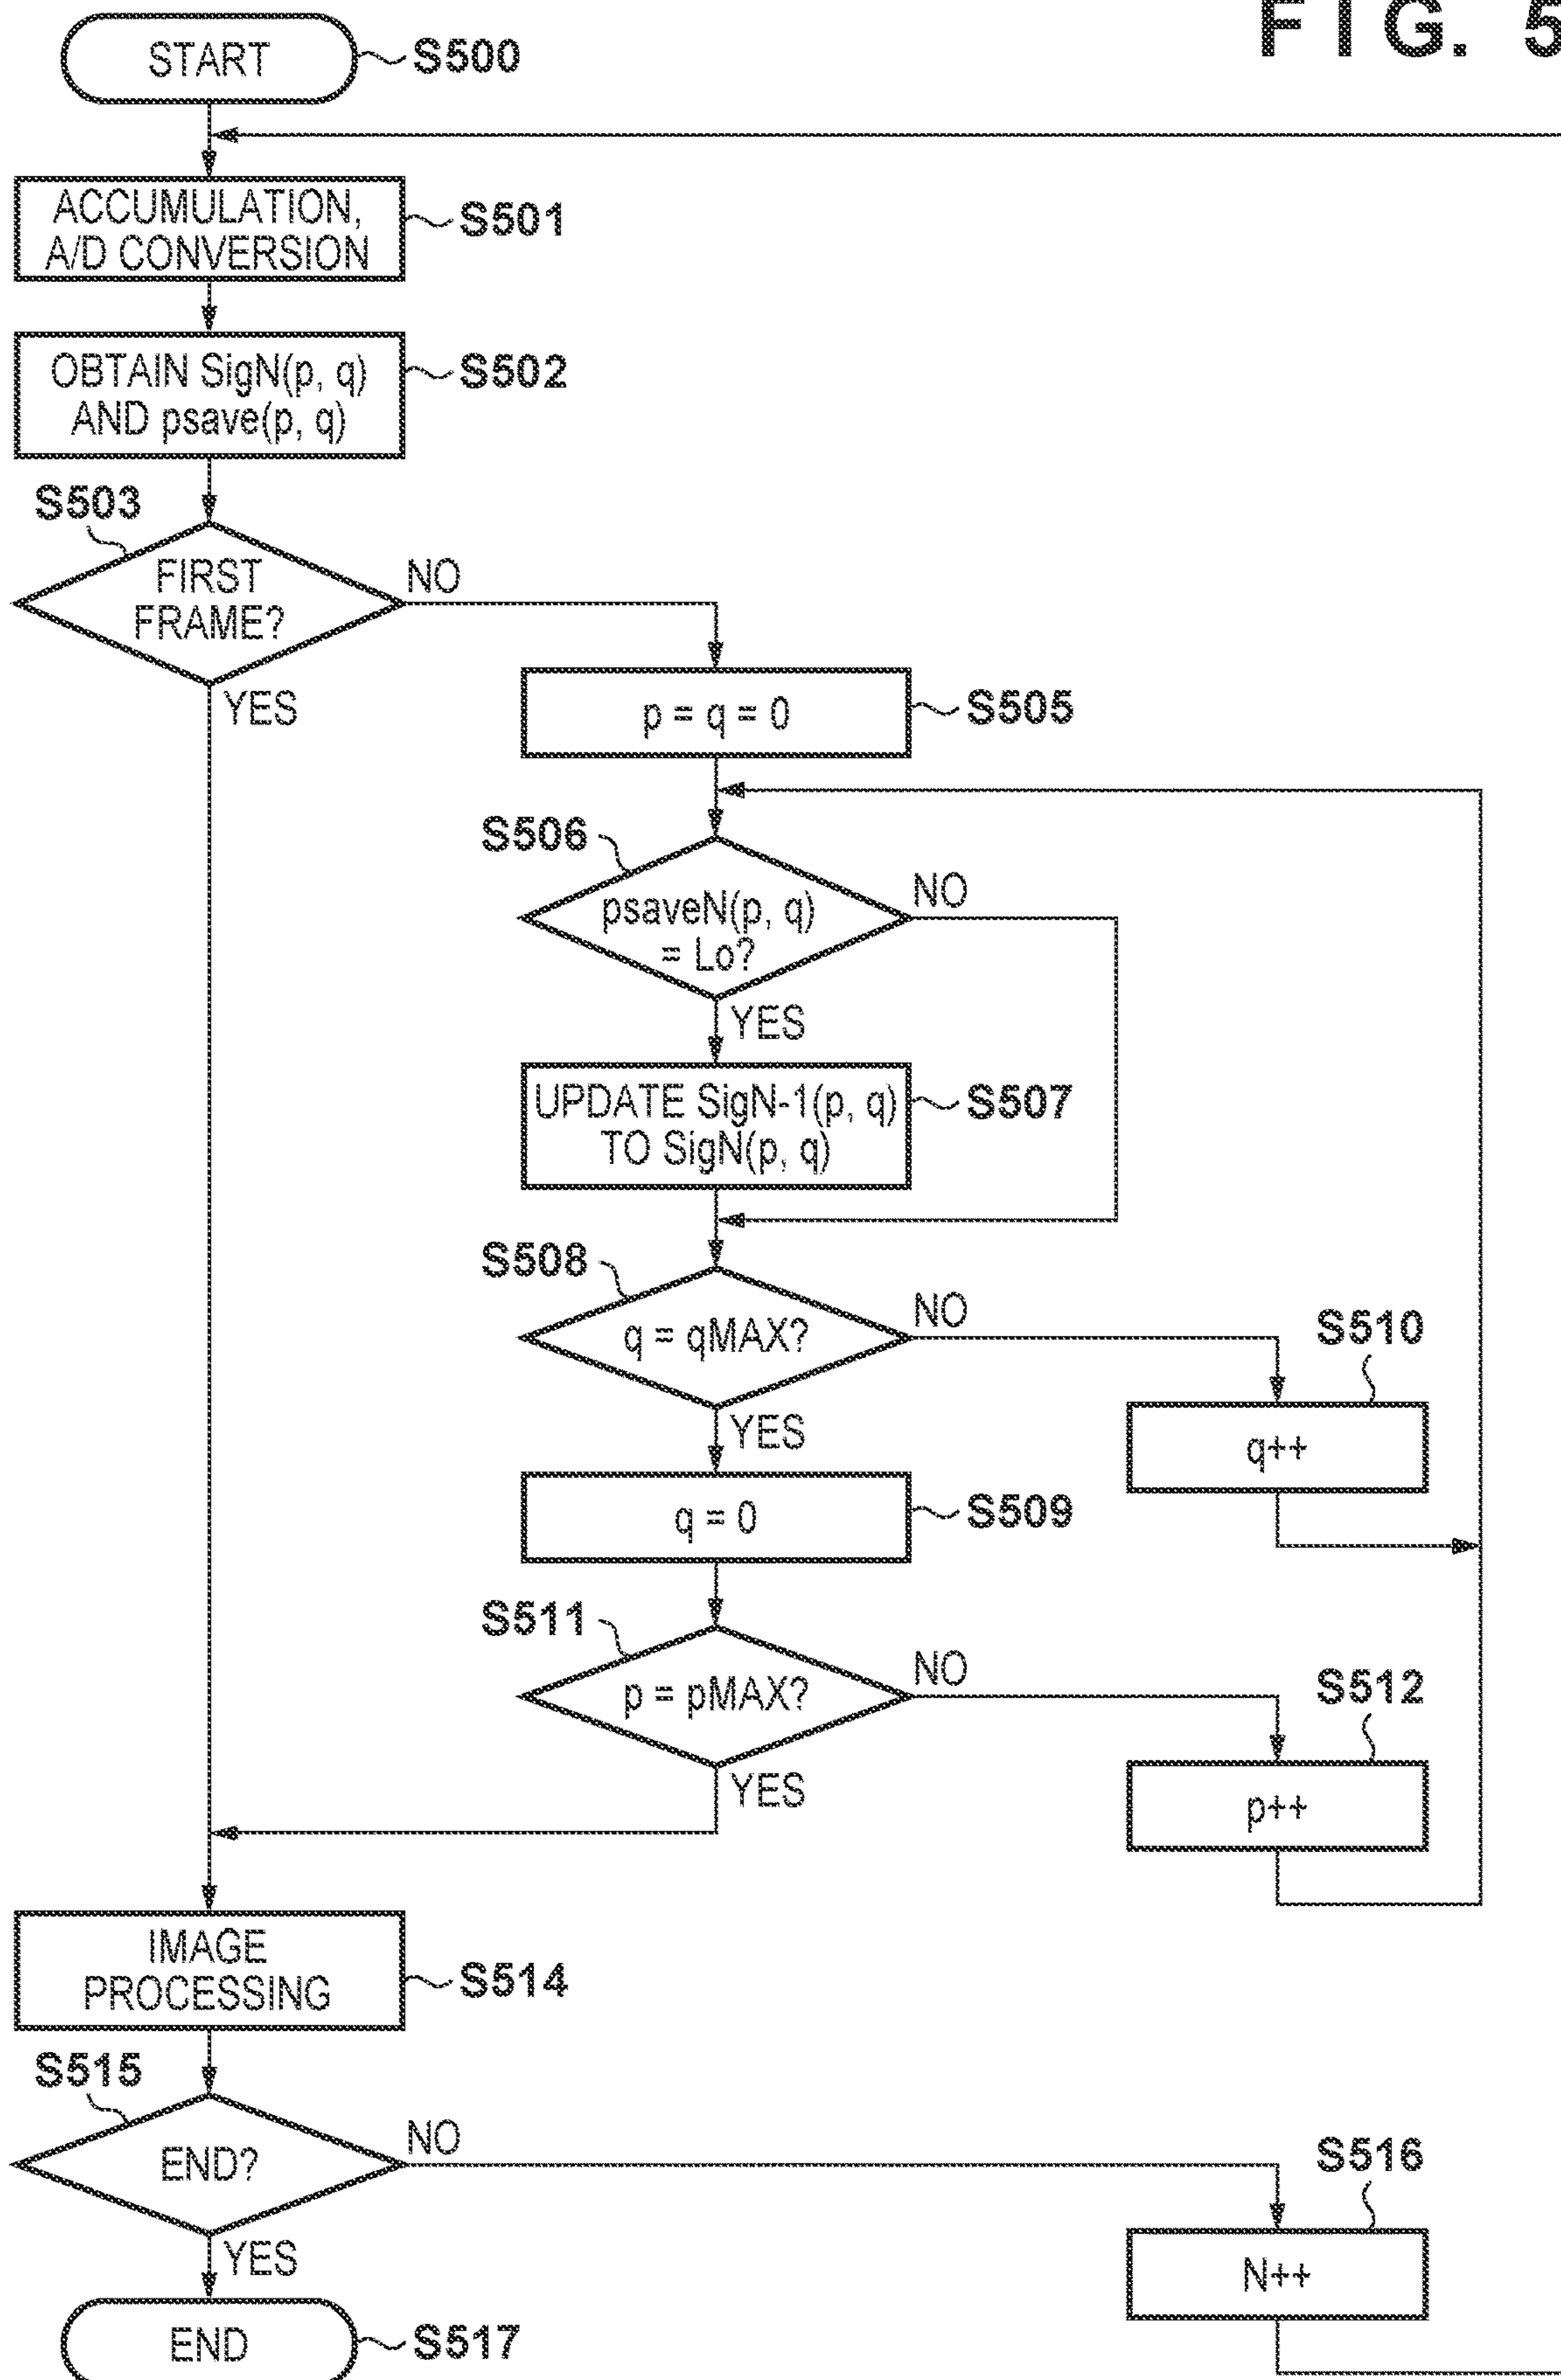 FIG. 5
START
S500
ACCUMULATION,
A/D CONVERSION
S501
OBTAIN SigN(p, q)
AND psave(p, q)
S502
S503
FIRST
FRAME?
NO
YES
p = q = 0
S505
S506
psaveN(p, q)
= Lo?
NO
YES
UPDATE SigN-1(p, q)
TO SigN(p, q)
S507
S508
q = qMAX?
NO
YES
S510
q++
q = 0
S509
S511
p = pMAX?
NO
YES
S512
p++
IMAGE
PROCESSING
S514
S515
END?
NO
YES
S516
N++
END
S517